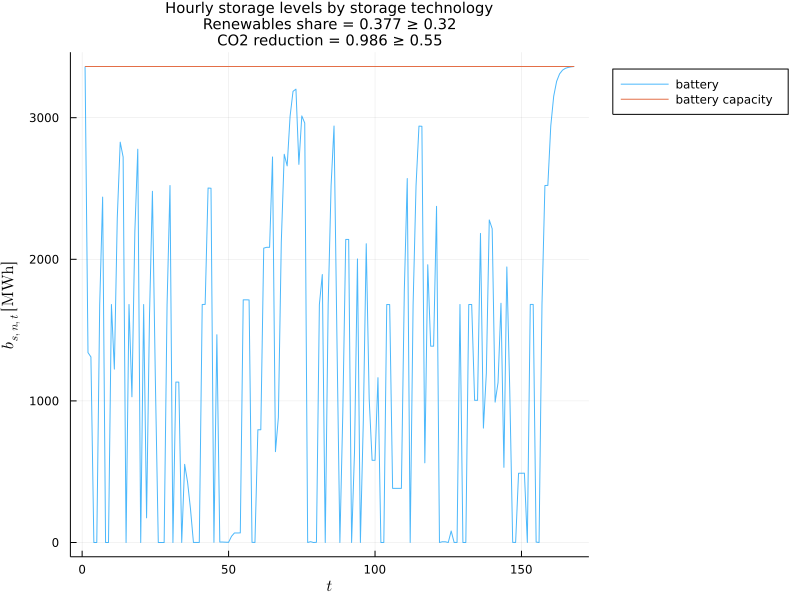 Hourly storage levels by storage technology
Renewables share = 0.377 ≥ 0.32
CO2 reduction = 0.986 ≥ 0.55
battery
battery capacity
3000
2000
1000
0
b_{s,n,t} [MWh]
0 50 100 150
t